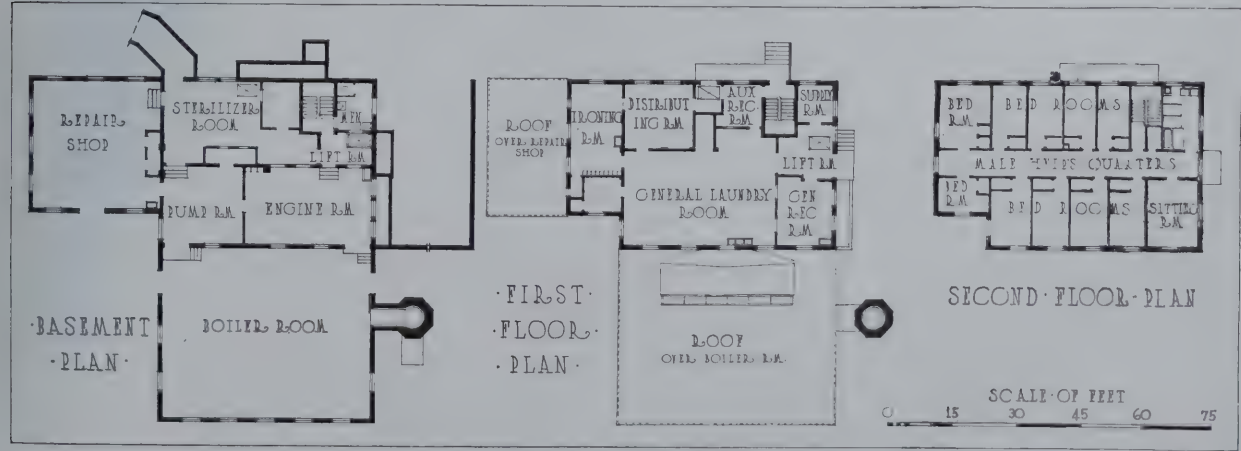 REPAIR
SHOP
STERILIZER
ROOM
MEN
LIFT RM
PUMP RM
ENGINE RM
BOILER ROOM
·BASEMENT
·PLAN·
ROOF
OVER REPAIR
SHOP
IRONING
RM
DISTRIBUT
ING RM
AUX
REC
RM
SUPPLY
RM
LIFT RM
GENERAL LAUNDRY
ROOM
GEN
REC
RM
·FIRST·
·FLOOR·
·PLAN·
ROOF
OVER BOILER RM·
BED
RM
BED ROOMS
MALE HELP'S QUARTERS
BED
RM
BED ROOMS
SITTING
RM
SECOND·FLOOR·PLAN
SCALE·OF FEET
0 15 30 45 60 75